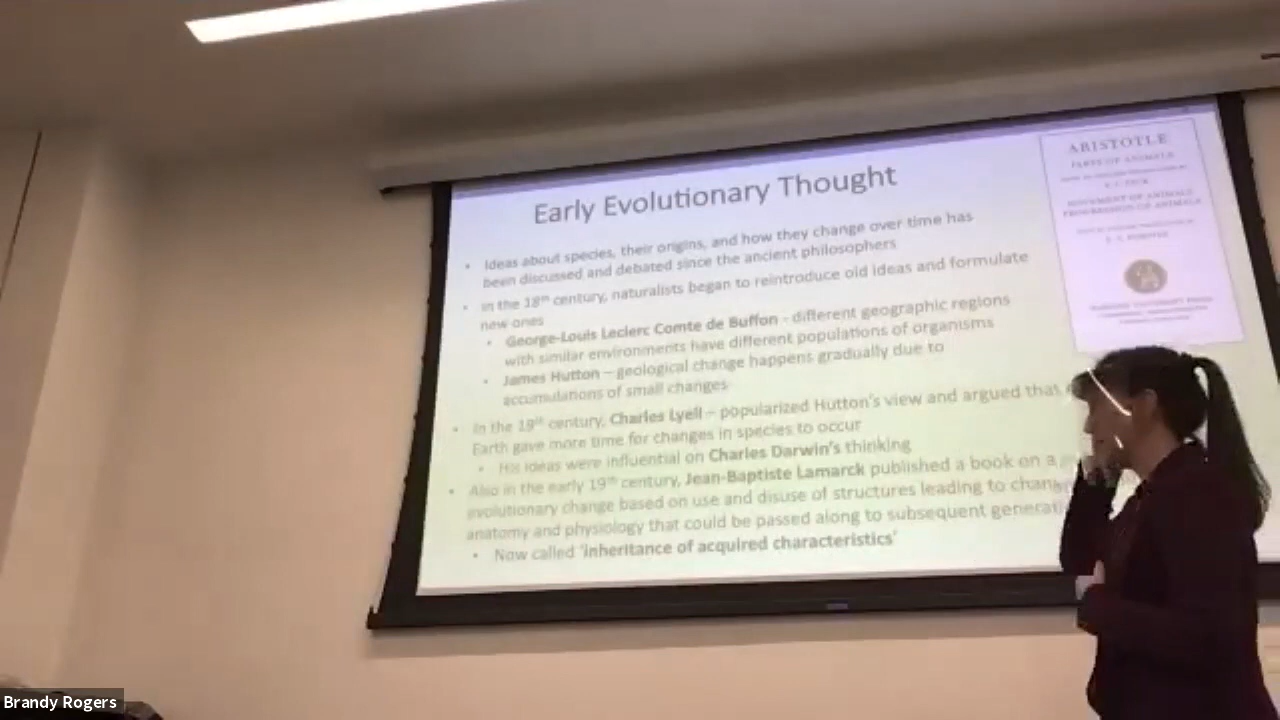 Early Evolutionary Thought
• Ideas about species, their origins, and how they change over time has
been discussed and debated since the ancient philosophers
• In the 18th century, naturalists began to reintroduce old ideas and formulate
new ones
• George-Louis Leclerc Comte de Buffon - different geographic regions
with similar environments have different populations of organisms
• James Hutton – geological change happens gradually due to
accumulations of small changes
• In the 19th century, Charles Lyell – popularized Hutton's view and argued that
Earth gave more time for changes in species to occur
• His ideas were influential on Charles Darwin's thinking
• Also in the early 19th century, Jean-Baptiste Lamarck published a book on a
evolutionary change based on use and disuse of structures leading to
anatomy and physiology that could be passed along to subsequent
• Now called 'inheritance of acquired characteristics'
ARISTOTLE
PARTS OF ANIMALS
MOVEMENT OF ANIMALS
PROGRESSION OF ANIMALS
Brandy Rogers